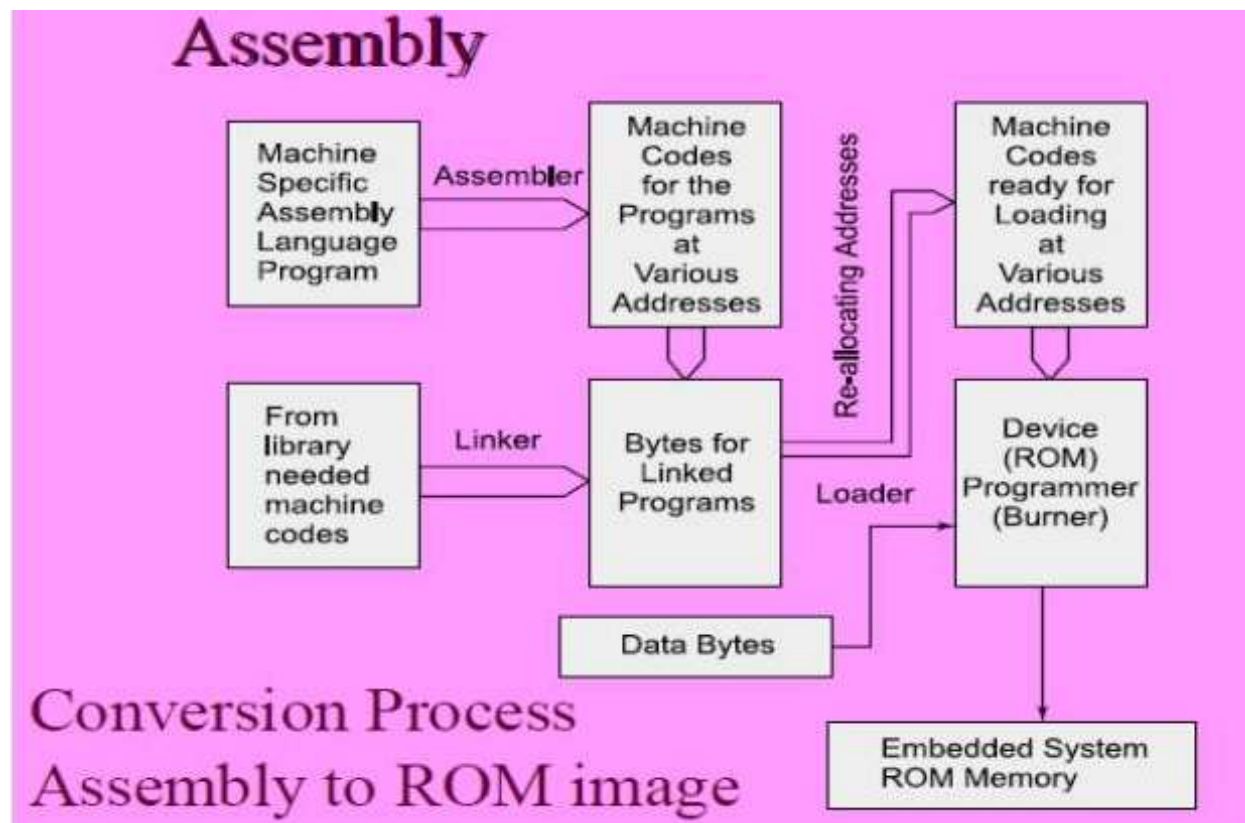 Assembly
Machine
Specific
Assembly
Language
Program
Assembler
Machine
Codes
for the
Programs
at
Various
Addresses
Re-allocating Addresses
Machine
Codes
ready for
Loading
at
Various
Addresses
From
library
needed
machine
codes
Linker
Bytes for
Linked
Programs
Loader
Device
(ROM)
Programmer
(Burner)
Data Bytes
Conversion Process
Assembly to ROM image
Embedded System
ROM Memory